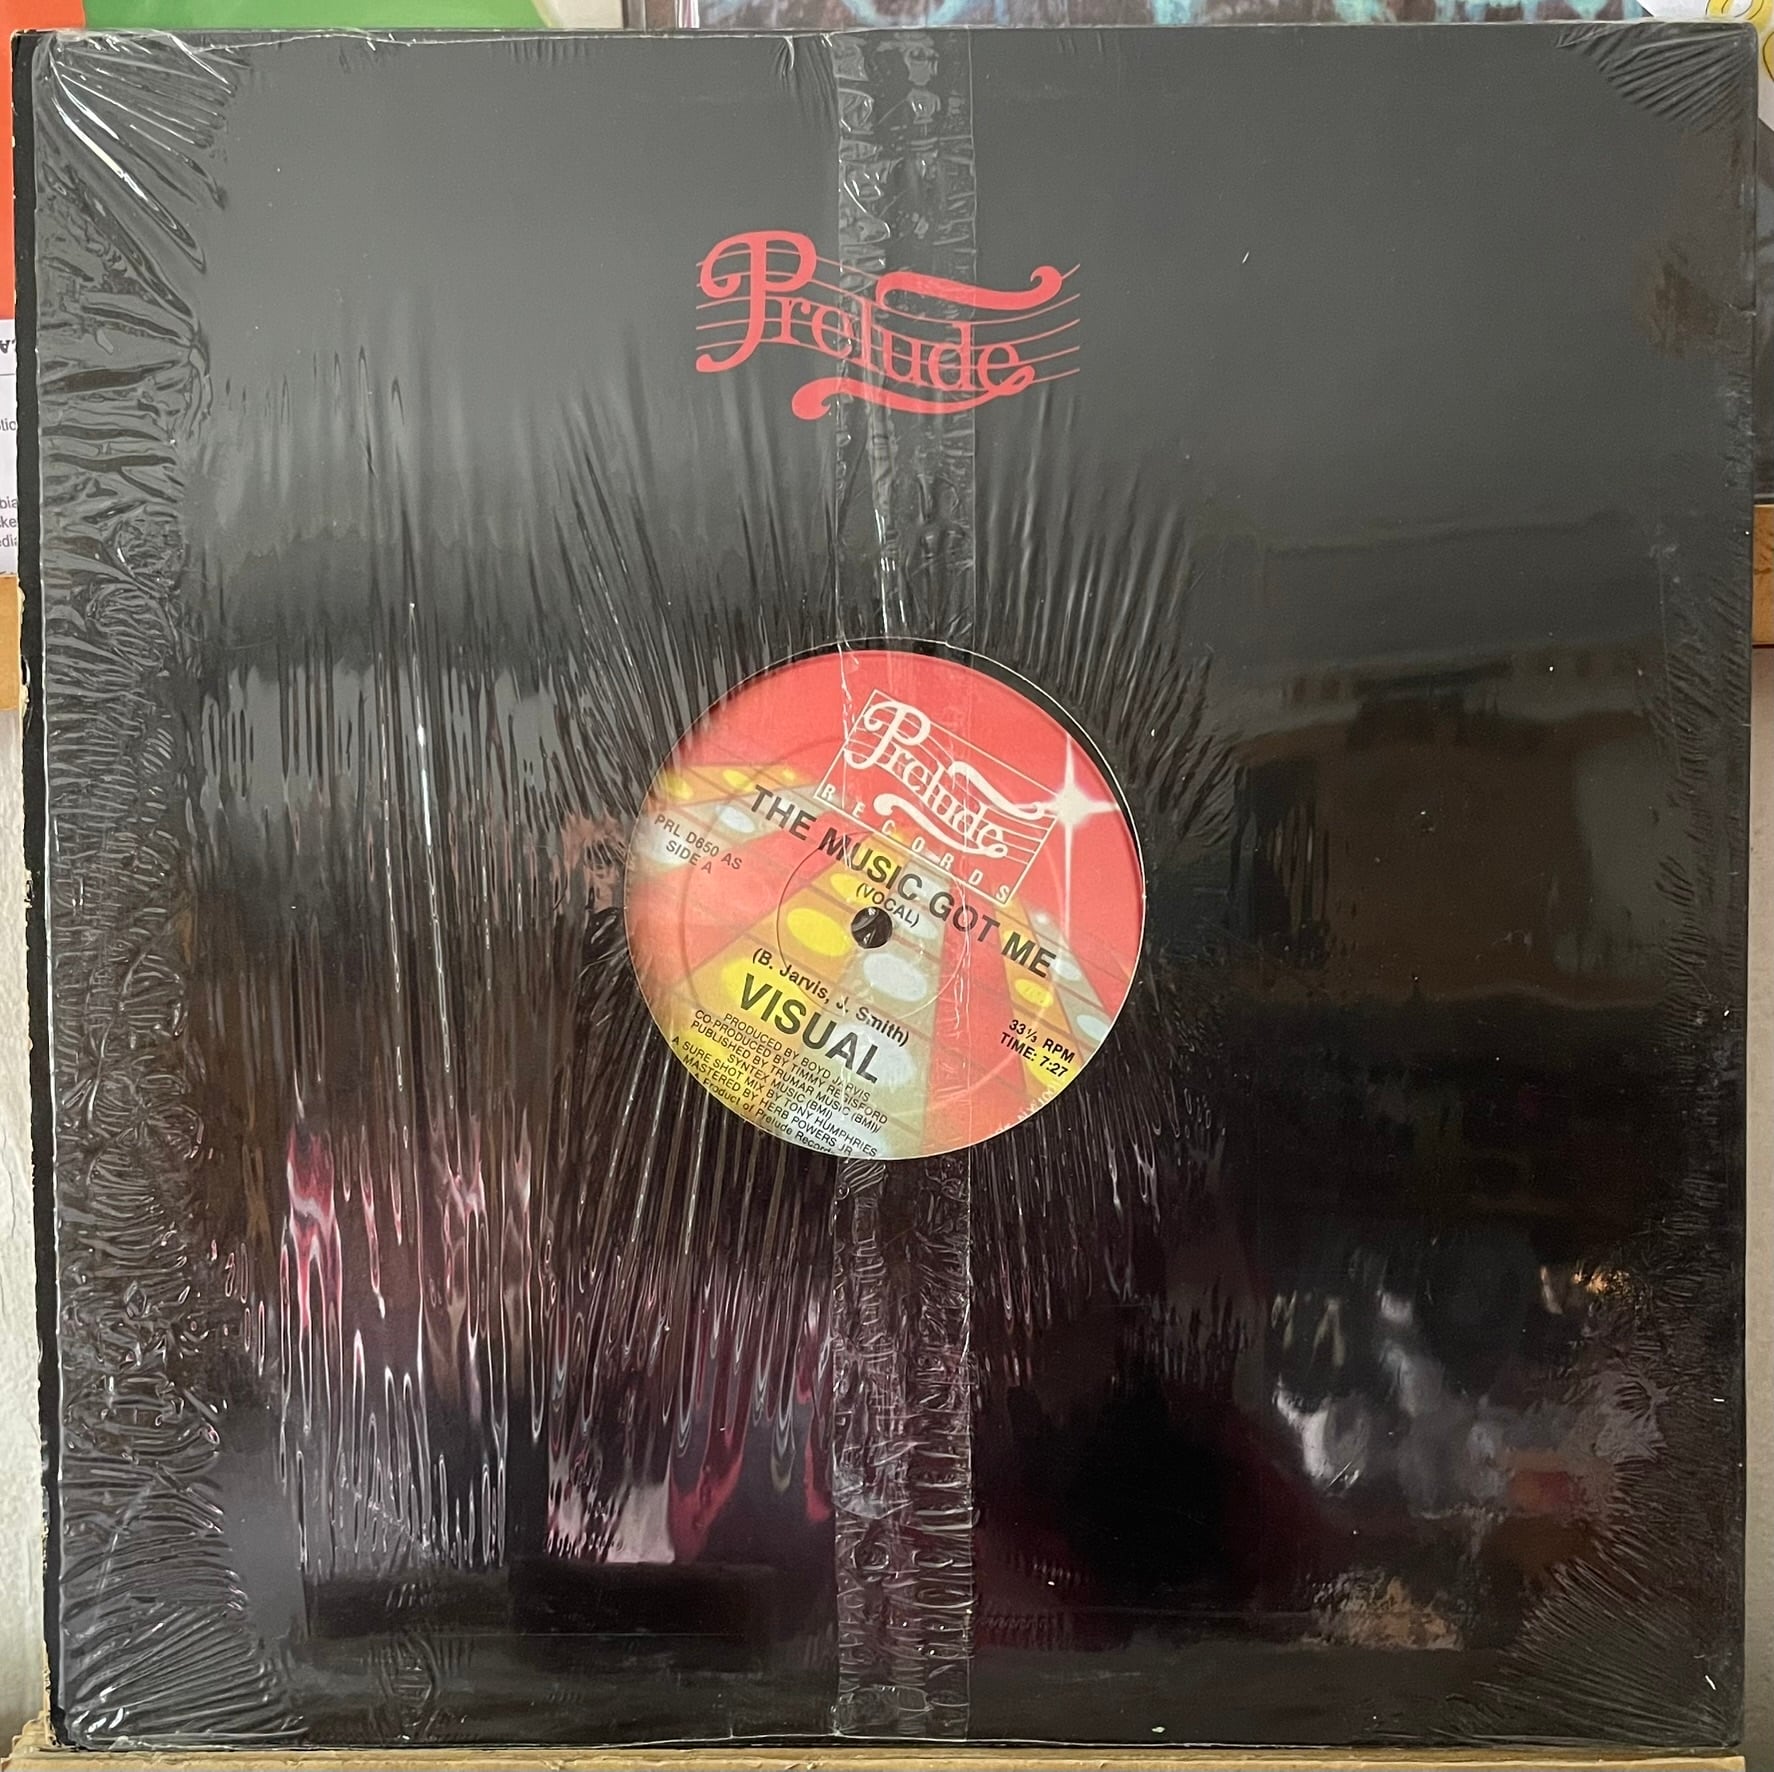 Prelude
Prelude
RECORDS
THE MUSIC GOT ME
(VOCAL)
PRL D650 AS
SIDE A
(B. Jarvis, J. Smith)
VISUAL
33⅓ RPM
TIME: 7:27
PRODUCED BY BOYD JARVIS
CO-PRODUCED BY TIMMY REGISFORD
PUBLISHED BY TRUMAR MUSIC (BMI)/
SYNTEX MUSIC (BMI)
A SURE SHOT MIX BY TONY HUMPHRIES
MASTERED BY HERB POWERS JR.
Product of Prelude